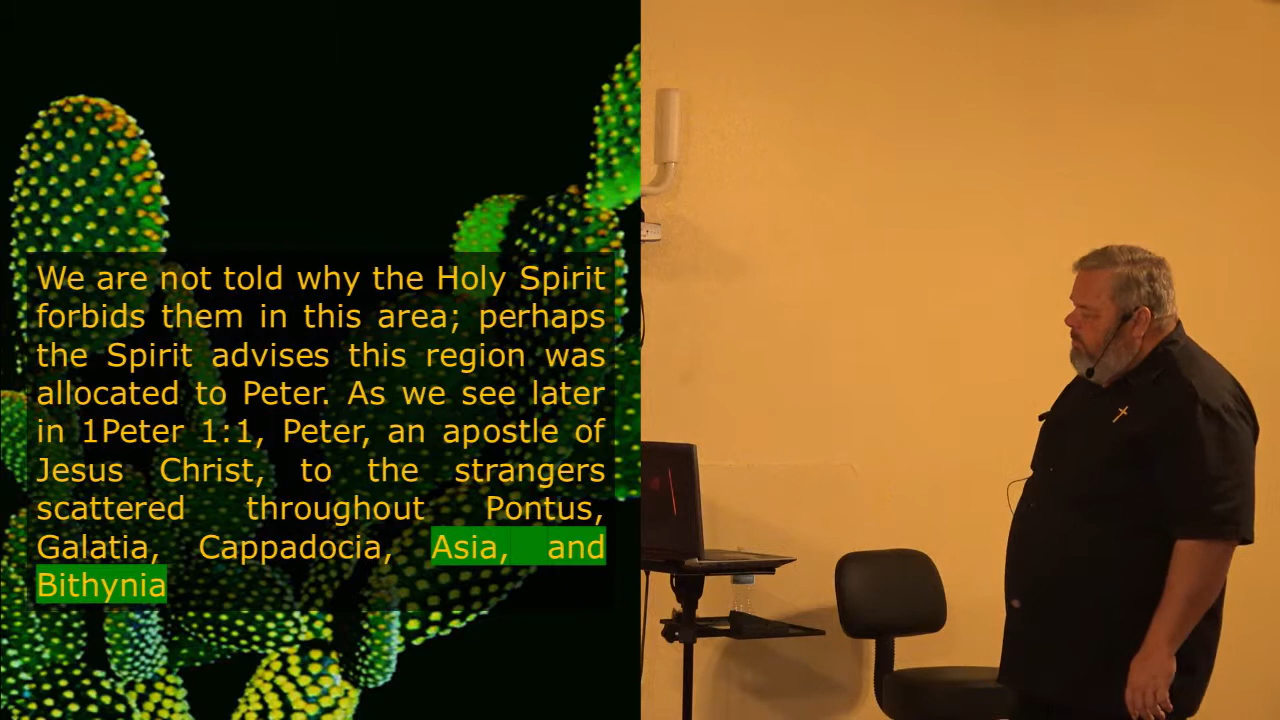 We are not told why the Holy Spirit
forbids them in this area; perhaps
the Spirit advises this region was
allocated to Peter. As we see later
in 1Peter 1:1, Peter, an apostle of
Jesus Christ, to the strangers
scattered throughout Pontus,
Galatia, Cappadocia, Asia, and
Bithynia